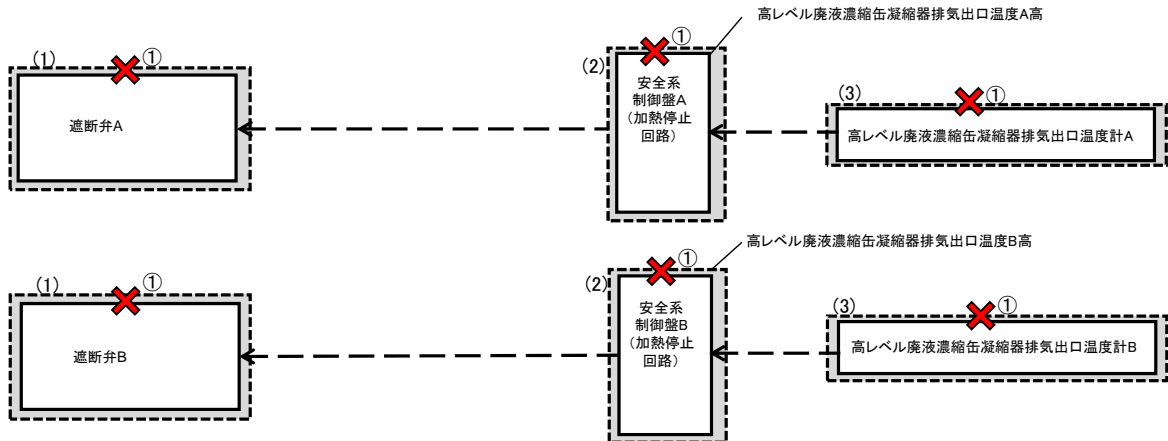 高レベル廃液濃縮缶凝縮器排気出口温度A高
(1) ①
遮断弁A
(2) ①
安全系
制御盤A
(加熱停止
回路)
(3) ①
高レベル廃液濃縮缶凝縮器排気出口温度計A
高レベル廃液濃縮缶凝縮器排気出口温度B高
(1) ①
遮断弁B
(2) ①
安全系
制御盤B
(加熱停止
回路)
(3) ①
高レベル廃液濃縮缶凝縮器排気出口温度計B